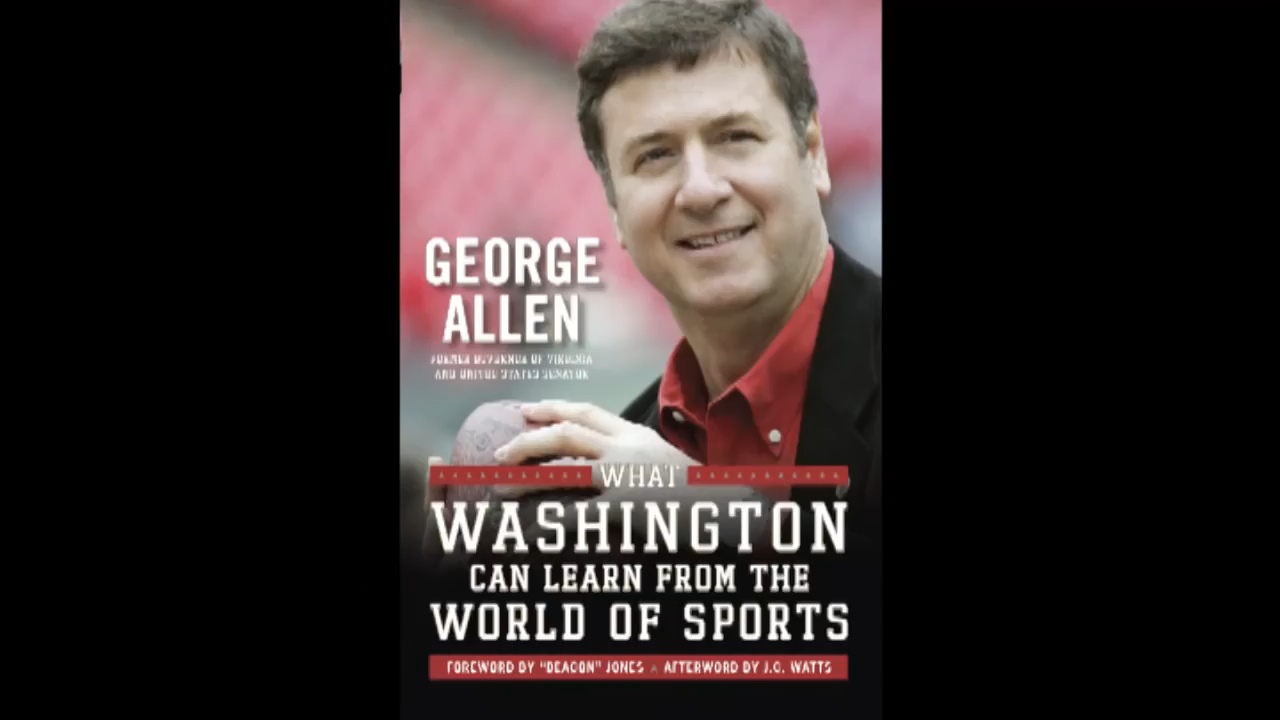 GEORGE
ALLEN
FORMER GOVERNOR OF VIRGINIA
AND UNITED STATES SENATOR
WHAT
WASHINGTON
CAN LEARN FROM THE
WORLD OF SPORTS
FOREWORD BY "DEACON" JONES ★ AFTERWORD BY J.C. WATTS